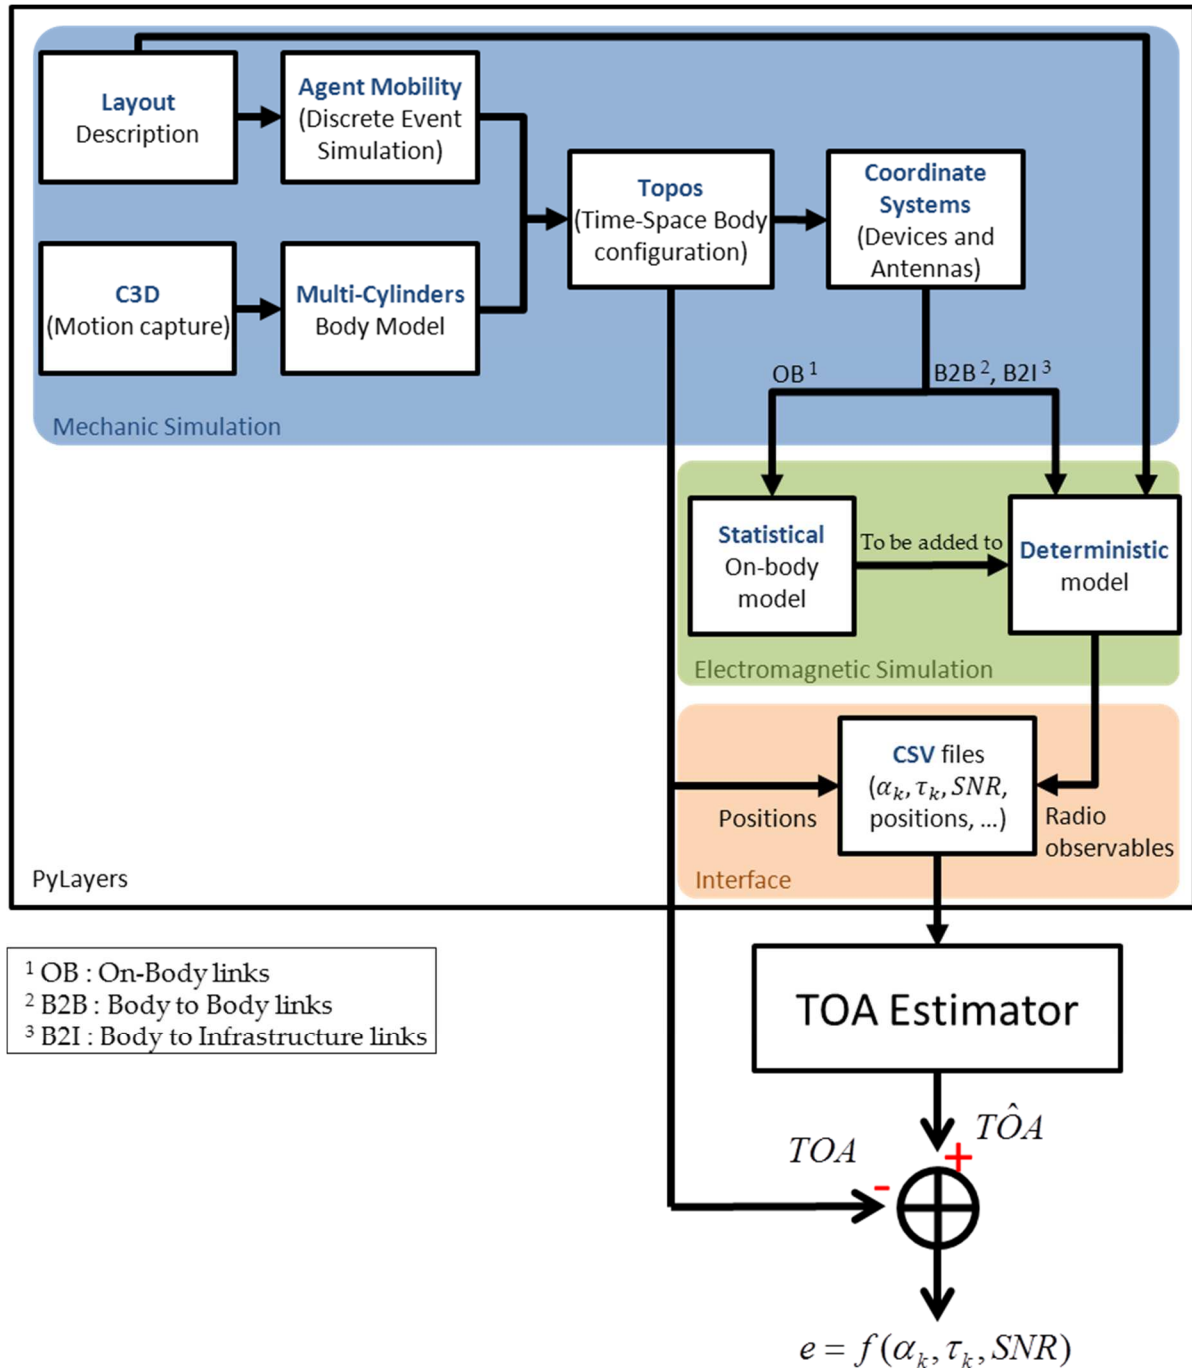 Layout
Description
Agent Mobility
(Discrete Event
Simulation)
C3D
(Motion capture)
Multi-Cylinders
Body Model
Topos
(Time-Space Body
configuration)
Coordinate
Systems
(Devices and
Antennas)
OB ¹
B2B ², B2I ³
Mechanic Simulation
Statistical
On-body
model
To be added to
Deterministic
model
Electromagnetic Simulation
CSV files
(αₖ, τₖ, SNR,
positions, ...)
Positions
Radio
observables
Interface
PyLayers
¹ OB : On-Body links
² B2B : Body to Body links
³ B2I : Body to Infrastructure links
TOA Estimator
TÔA
TOA
+
-
e = f(αₖ, τₖ, SNR)